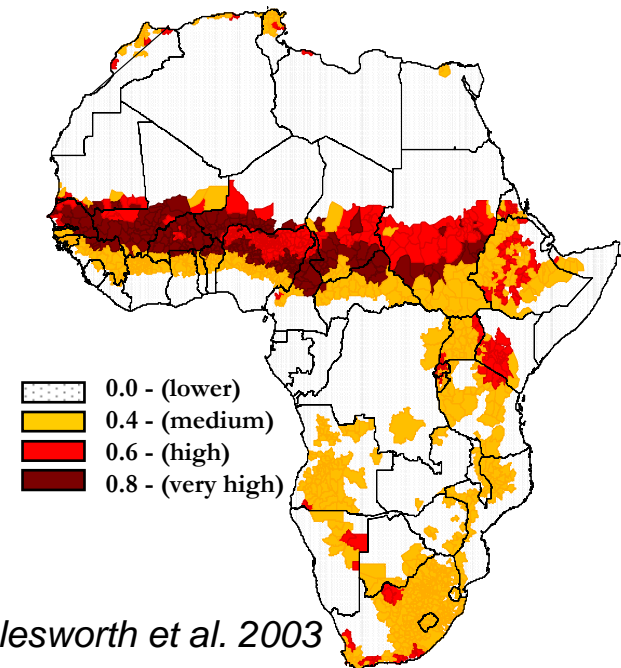 0.0 - (lower)
0.4 - (medium)
0.6 - (high)
0.8 - (very high)
lesworth et al. 2003